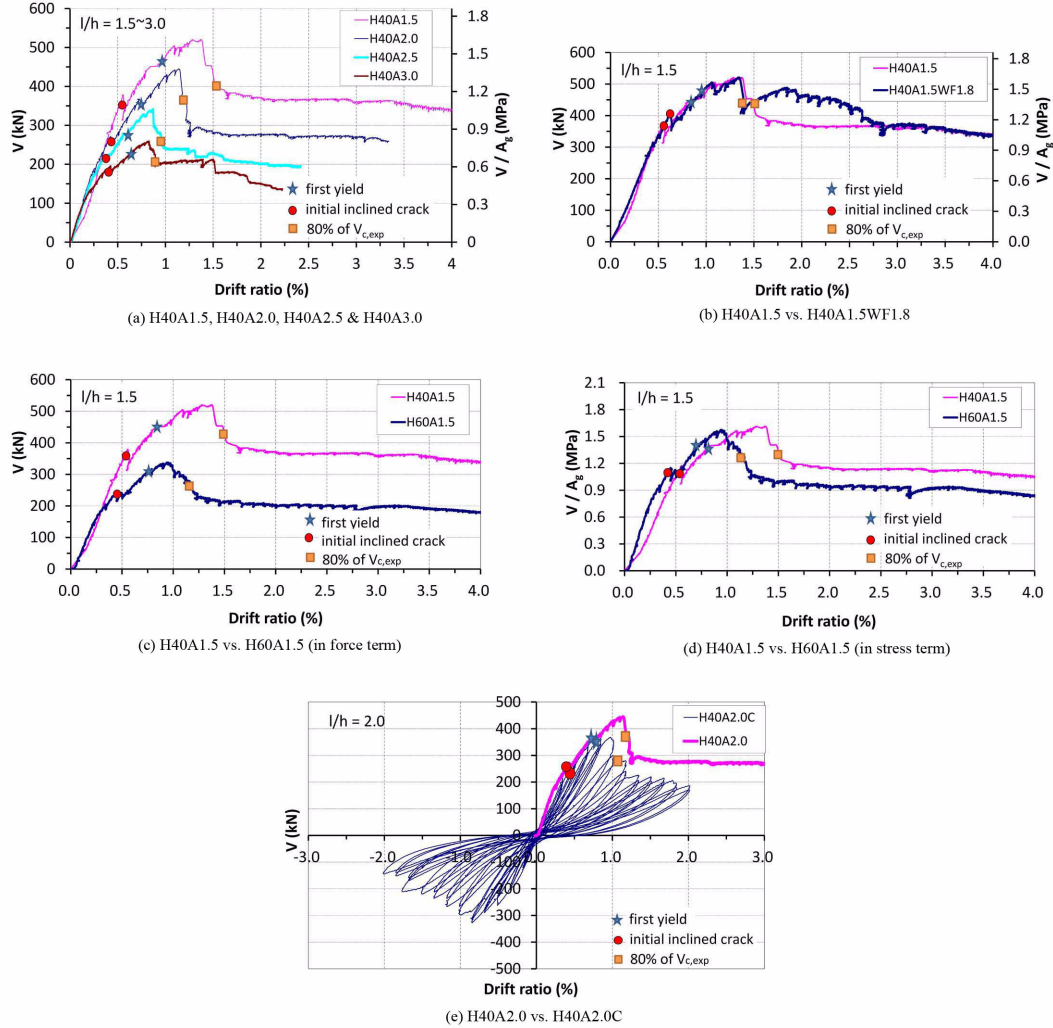 l/h = 1.5~3.0
H40A1.5
H40A2.0
H40A2.5
H40A3.0
first yield
initial inclined crack
80% of Vc,exp
V (kN)
600
500
400
300
200
100
0
V / Ag (MPa)
1.8
1.6
1.4
1.2
1.1
0.9
0.8
0.6
0.4
0.2
0
0 0.5 1 1.5 2 2.5 3 3.5 4
Drift ratio (%)
(a) H40A1.5, H40A2.0, H40A2.5 & H40A3.0
l/h = 1.5
H40A1.5
H40A1.5WF1.8
first yield
initial inclined crack
80% of Vc,exp
V (kN)
600
500
400
300
200
100
0
V / Ag (MPa)
1.8
1.5
1.2
0.9
0.6
0.3
0.0
0.0 0.5 1.0 1.5 2.0 2.5 3.0 3.5 4.0
Drift ratio (%)
(b) H40A1.5 vs. H40A1.5WF1.8
l/h = 1.5
H40A1.5
H60A1.5
first yield
initial inclined crack
80% of Vc,exp
V (kN)
600
500
400
300
200
100
0
0.0 0.5 1.0 1.5 2.0 2.5 3.0 3.5 4.0
Drift ratio (%)
(c) H40A1.5 vs. H60A1.5 (in force term)
l/h = 1.5
H40A1.5
H60A1.5
first yield
initial inclined crack
80% of Vc,exp
V / Ag (MPa)
2.1
1.8
1.5
1.2
0.9
0.6
0.3
0.0
0.0 0.5 1.0 1.5 2.0 2.5 3.0 3.5 4.0
Drift ratio (%)
(d) H40A1.5 vs. H60A1.5 (in stress term)
l/h = 2.0
H40A2.0C
H40A2.0
first yield
initial inclined crack
80% of Vc,exp
V (kN)
500
400
300
200
100
0
-100
-200
-300
-400
-500
-3.0 -2.0 -1.0 0.0 1.0 2.0 3.0
Drift ratio (%)
(e) H40A2.0 vs. H40A2.0C